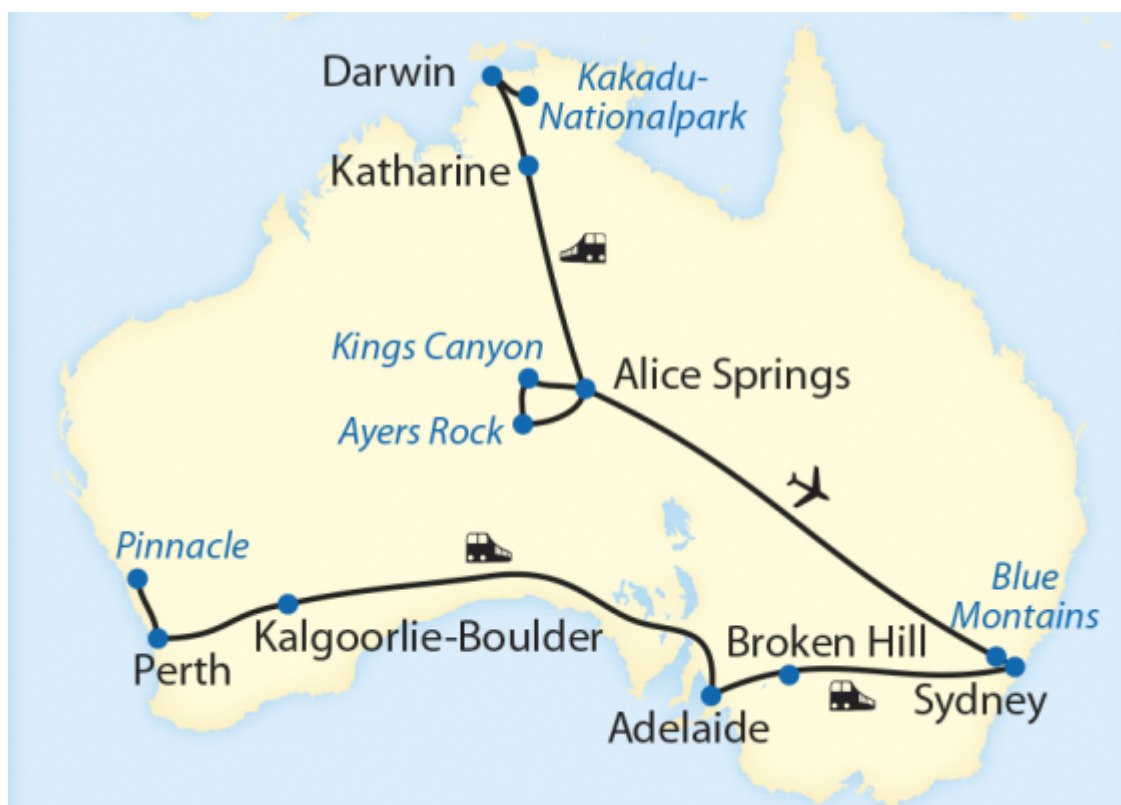 Darwin
Kakadu-
Nationalpark
Katharine
Kings Canyon
Alice Springs
Ayers Rock
Pinnacle
Blue
Montains
Kalgoorlie-Boulder
Broken Hill
Perth
Sydney
Adelaide